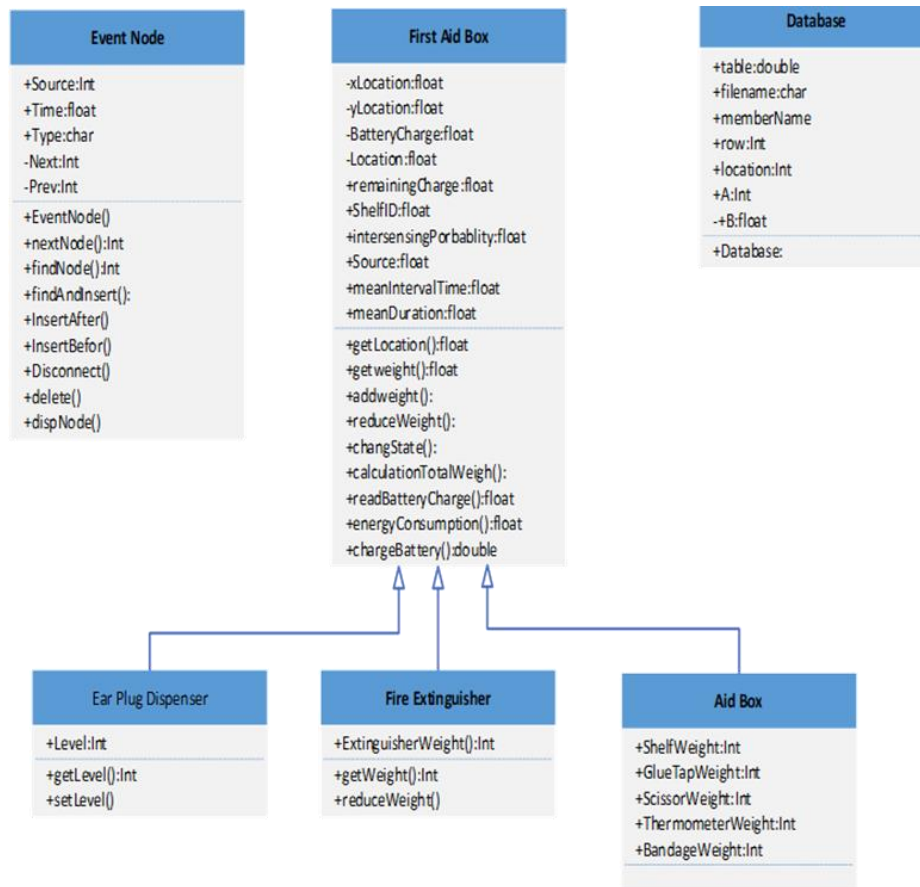 Event Node
+Source:Int
+Time:float
+Type:char
-Next:Int
-Prev:Int
+EventNode()
+nextNode():Int
+findNode():Int
+findAndInsert():
+InsertAfter()
+InsertBefor()
+Disconnect()
+delete()
+dispNode()
First Aid Box
-xLocation:float
-yLocation:float
-BatteryCharge:float
-Location:float
+remainingCharge:float
+ShelfID:float
+intersensingPorbablity:float
+Source:float
+meanIntervalTime:float
+meanDuration:float
+getLocation():float
+getweight():float
+addweight():
+reduceWeight():
+changState():
+calculationTotalWeigh():
+readBatteryCharge():float
+energyConsumption():float
+chargeBattery():double
Database
+table:double
+filename:char
+memberName
+row:Int
+location:Int
+A:Int
-+B:float
+Database:
Ear Plug Dispenser
+Level:Int
+getLevel():Int
+setLevel()
Fire Extinguisher
+ExtinguisherWeight():Int
+getWeight():Int
+reduceWeight()
Aid Box
+ShelfWeight:Int
+GlueTapWeight:Int
+ScissorWeight:Int
+ThermometerWeight:Int
+BandageWeight:Int